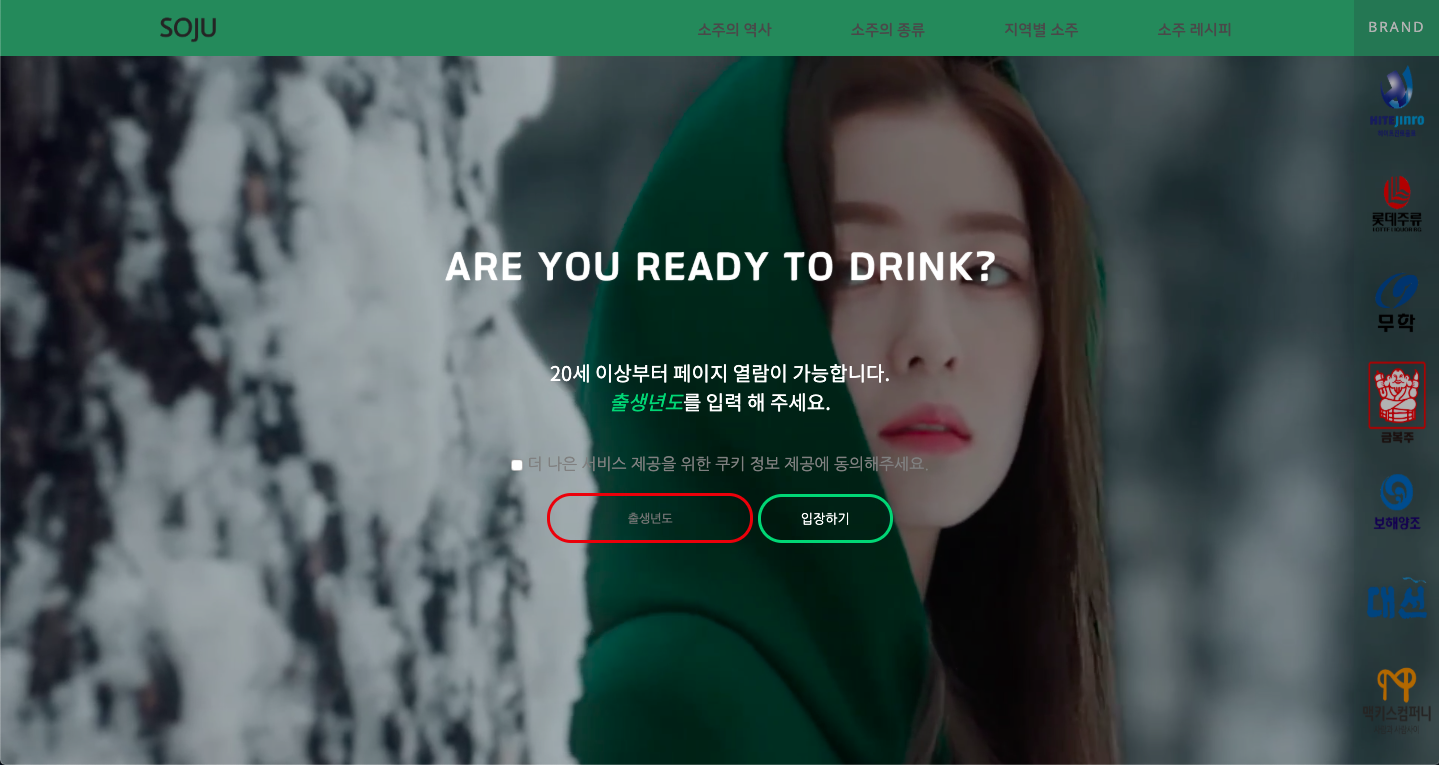 SOJU
소주의 역사
소주의 종류
지역별 소주
소주 레시피
BRAND
ARE YOU READY TO DRINK?
20세 이상부터 페이지 열람이 가능합니다.
출생년도를 입력 해 주세요.
더 나은 서비스 제공을 위한 쿠키 정보 제공에 동의해주세요.
출생년도
입장하기
HITEJINRO
롯데주류
LOTTE LIQUOR BG
무학
금복주
보해양조
대선
맥키스컴퍼니